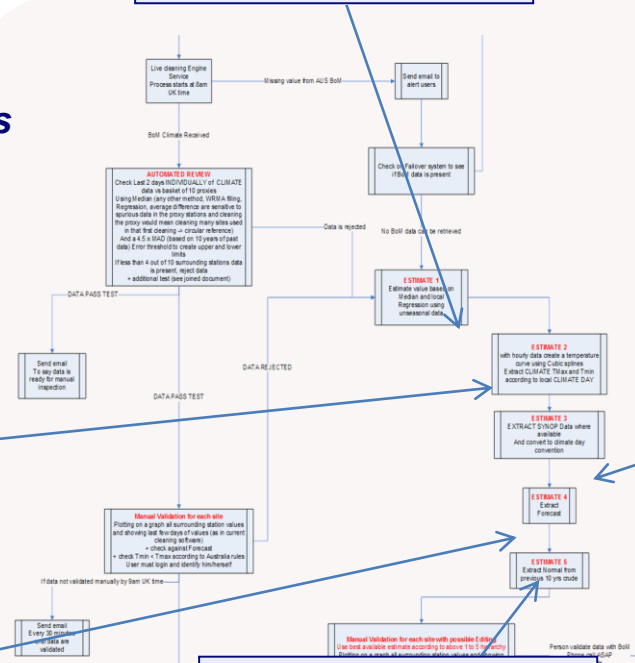 s
Live cleaning Engine
Service
Process starts at 8am
UK time
Missing value from AUS BoM
Send email to
alert users
BoM Climate Received
AUTOMATED REVIEW
Check Last 2 days INDIVIDUALLY of CLIMATE
data vs basket of 10 proxies
Using Median (any other method, WRMA filing,
Regression, average difference are sensitive to
spurious data in the proxy stations and cleaning
the proxy would mean cleaning many sites used
in that first cleaning -> circular reference)
And a 4.5 x MAD (based on 10 years of past
data) Error threshold to create upper and lower
limits
If less than 4 out of 10 surrounding stations data
is present, reject data
+ additional test (see joined document)
Check on Failover system to see
if BoM data is present
Data is rejected
No BoM data can be retrieved
ESTIMATE 1
Estimate value based on
Median and local
Regression using
unseasonal data
DATA PASS TEST
Send email
To say data is
ready for manual
inspection
DATA REJECTED
DATA PASS TEST
ESTIMATE 2
with hourly data create a temperature
curve using Cubic splines
Extract CLIMATE TMax and Tmin
according to local CLIMATE DAY
ESTIMATE 3
EXTRACT SYNOP Data where
available
And convert to climate day
convention
ESTIMATE 4
Extract
Forecast
Manual Validation for each site
Plotting on a graph all surrounding station values
and showing last few days of values (as in current
cleaning software)
+ check against Forecast
+ check Tmin < Tmax according to Australia rules
User must login and identify him/herself
ESTIMATE 5
Extract Normal from
previous 10 yrs crude
If data not validated manually by 9am UK time
Send email
Every 30 minutes
until data are
validated
Manual Validation for each site with possible Editing
Use best available estimate according to above 1 to 5 hierarchy
Plotting on a graph all surrounding station values and showing
Person validate data with BoM
Phone call ASAP